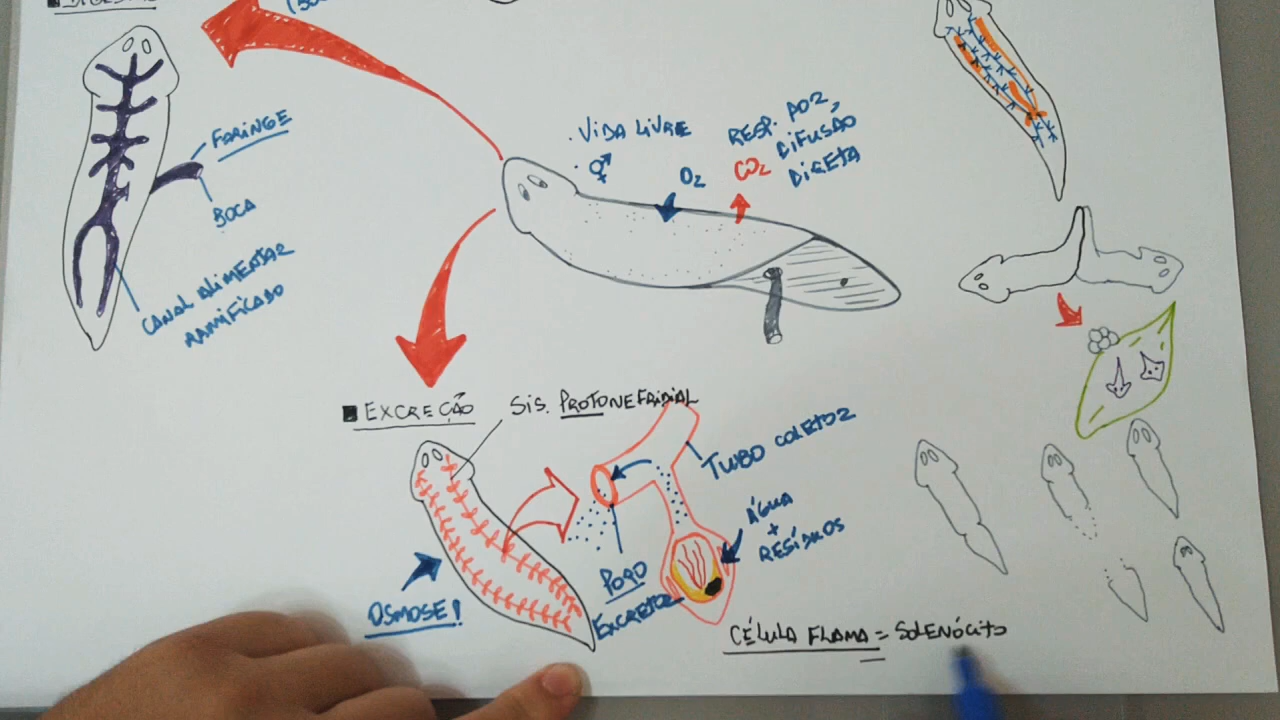 FARINGE
BOCA
CANAL ALIMENTAR
RAMIFICADO
. VIDA LIVRE
. ⚥
O₂
CO₂
RESP. POR
DIFUSÃO
DIRETA
■ EXCREÇÃO
SIS. PROTONEFRIDIAL
TUBO COLETOR
ÁGUA
+
RESÍDUOS
PORO
EXCRETOR
OSMOSE!
CÉLULA FLAMA = SOLENÓCITO